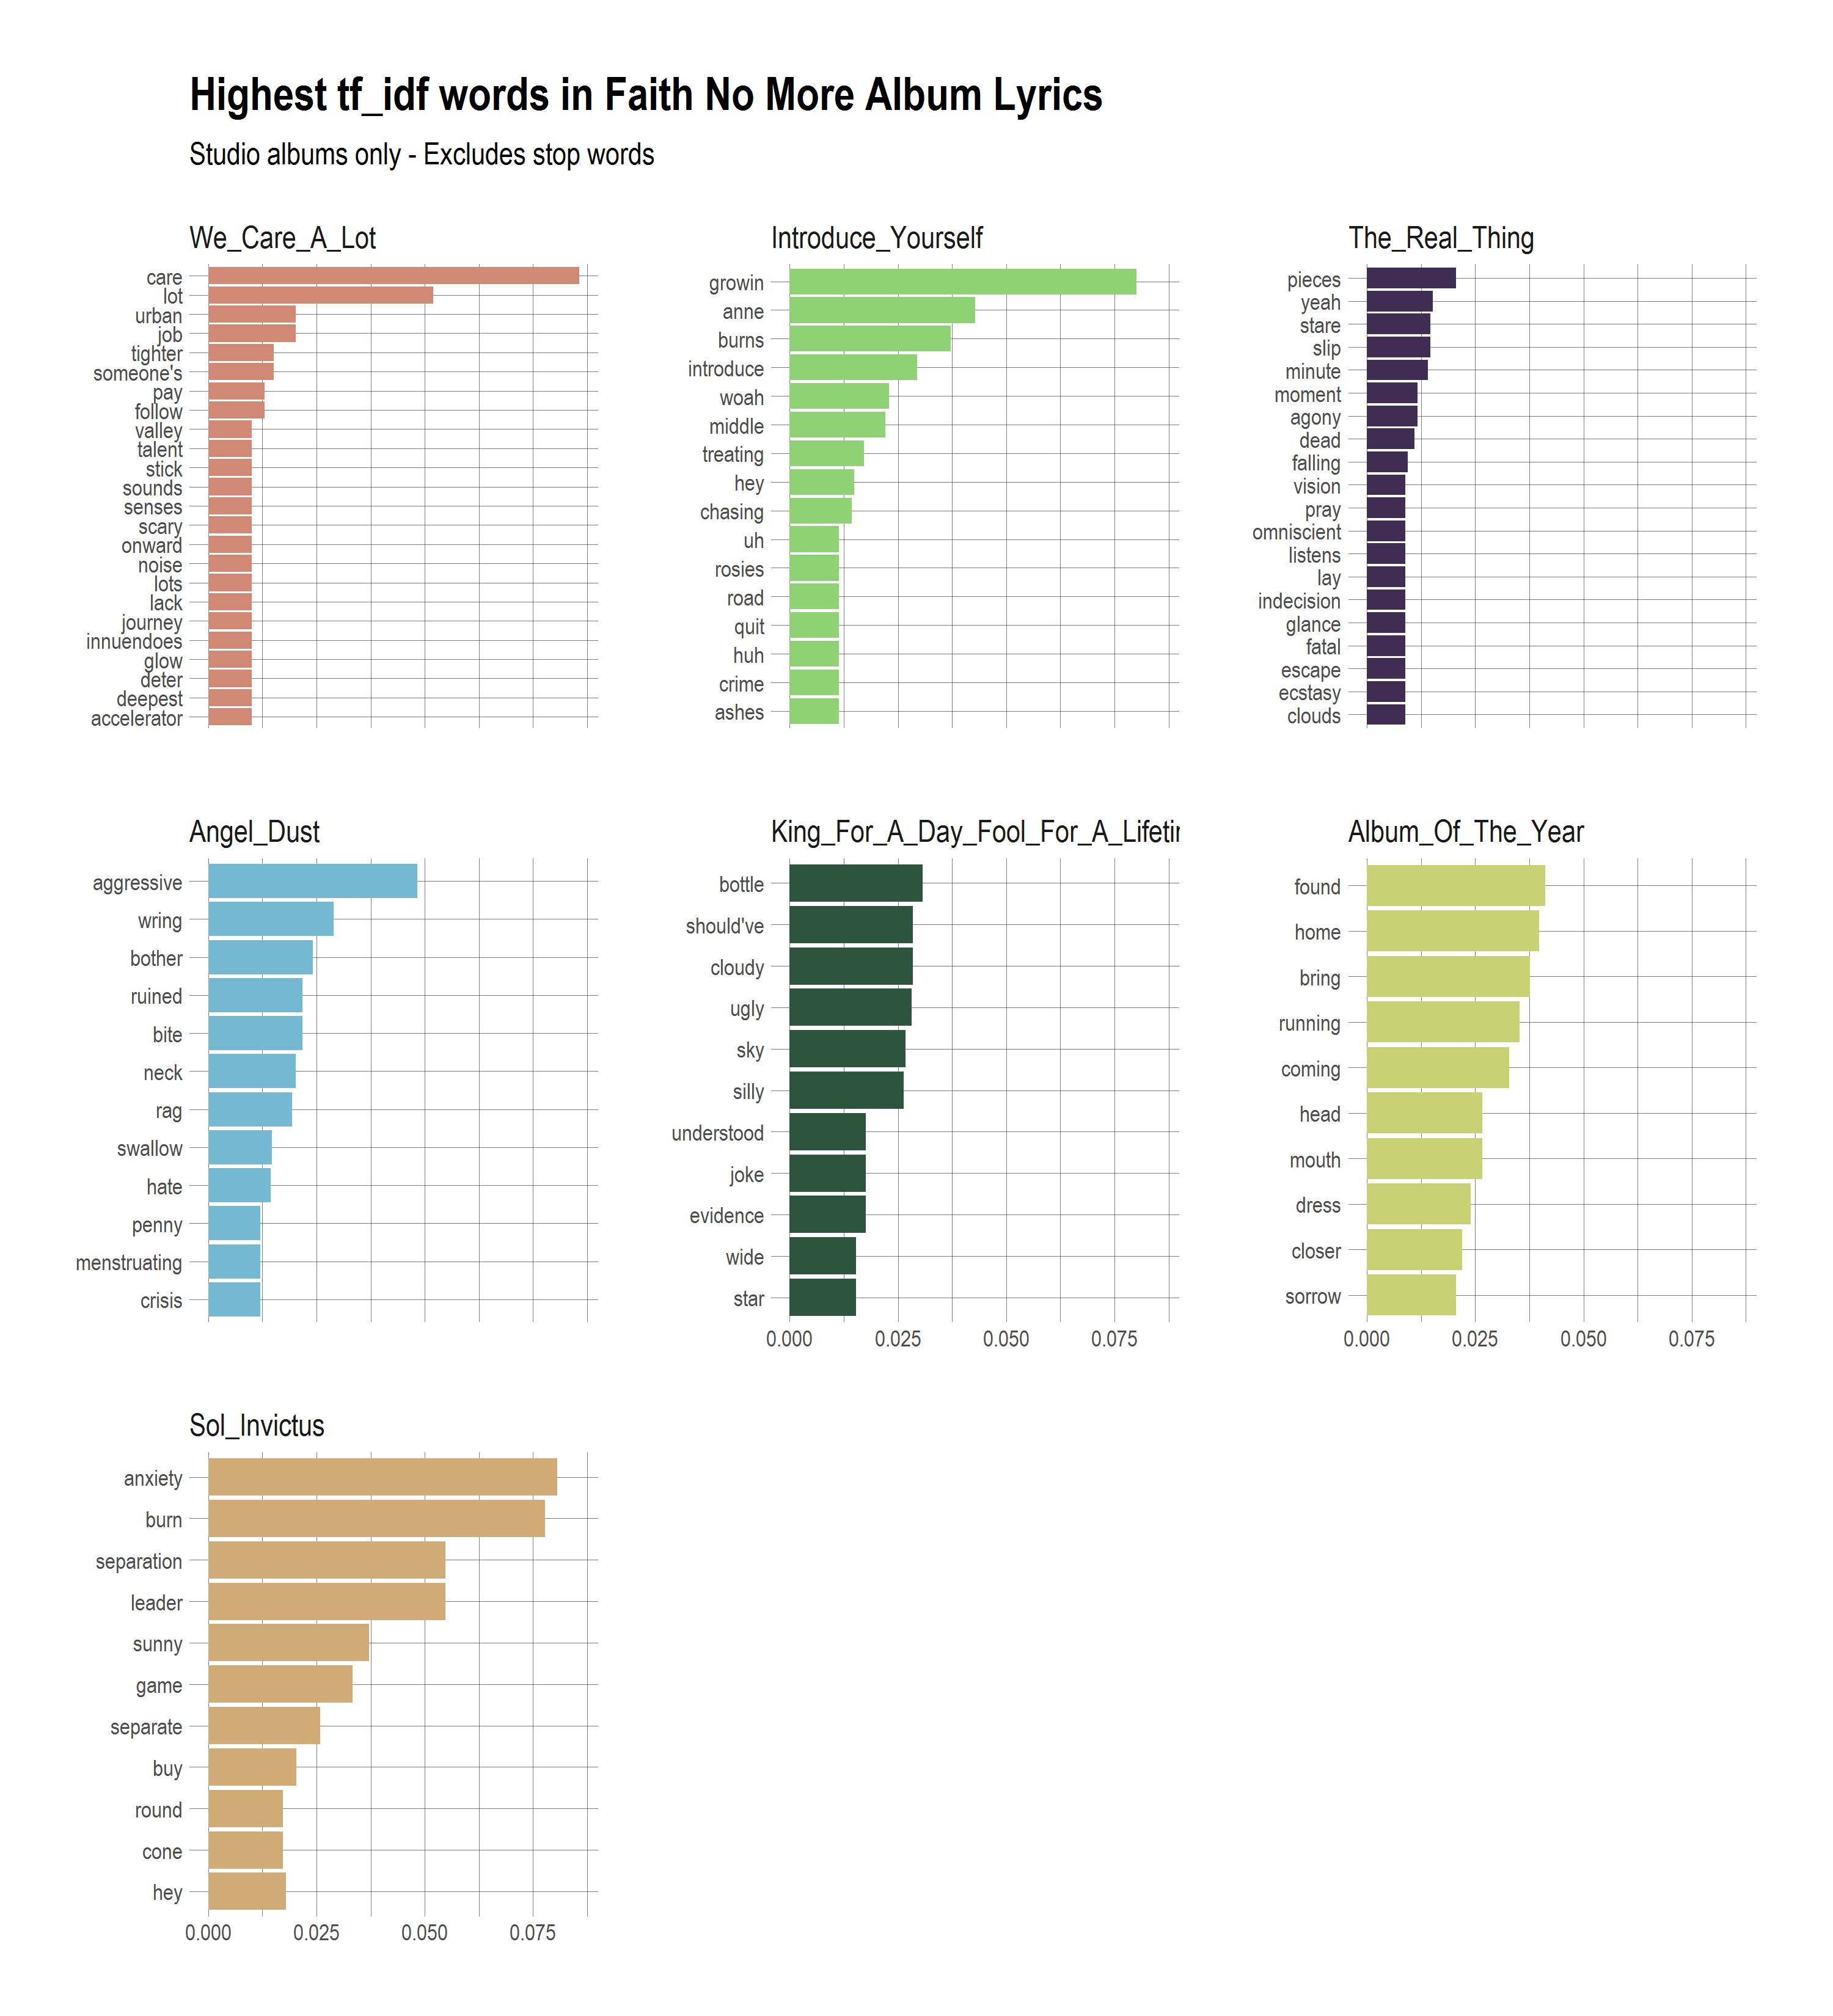 Highest tf_idf words in Faith No More Album Lyrics
Studio albums only - Excludes stop words
We_Care_A_Lot
care
lot
urban
job
tighter
someone's
pay
follow
valley
talent
stick
sounds
senses
scary
onward
noise
lots
lack
journey
innuendoes
glow
deter
deepest
accelerator
Introduce_Yourself
growin
anne
burns
introduce
woah
middle
treating
hey
chasing
uh
rosies
road
quit
huh
crime
ashes
The_Real_Thing
pieces
yeah
stare
slip
minute
moment
agony
dead
falling
vision
pray
omniscient
listens
lay
indecision
glance
fatal
escape
ecstasy
clouds
Angel_Dust
aggressive
wring
bother
ruined
bite
neck
rag
swallow
hate
penny
menstruating
crisis
King_For_A_Day_Fool_For_A_Lifetir
bottle
should've
cloudy
ugly
sky
silly
understood
joke
evidence
wide
star
0.000 0.025 0.050 0.075
Album_Of_The_Year
found
home
bring
running
coming
head
mouth
dress
closer
sorrow
0.000 0.025 0.050 0.075
Sol_Invictus
anxiety
burn
separation
leader
sunny
game
separate
buy
round
cone
hey
0.000 0.025 0.050 0.075